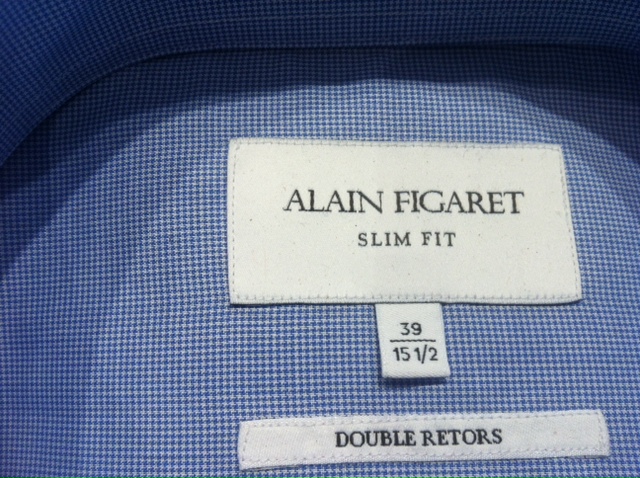 ALAIN FIGARET
SLIM FIT
39
15 1/2
DOUBLE RETORS